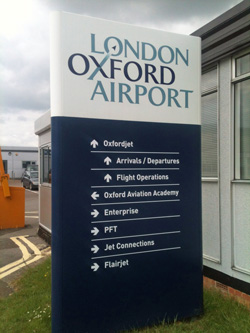 LONDON
OXFORD
AIRPORT
Oxfordjet
Arrivals / Departures
Flight Operations
Oxford Aviation Academy
Enterprise
PFT
Jet Connections
Flairjet